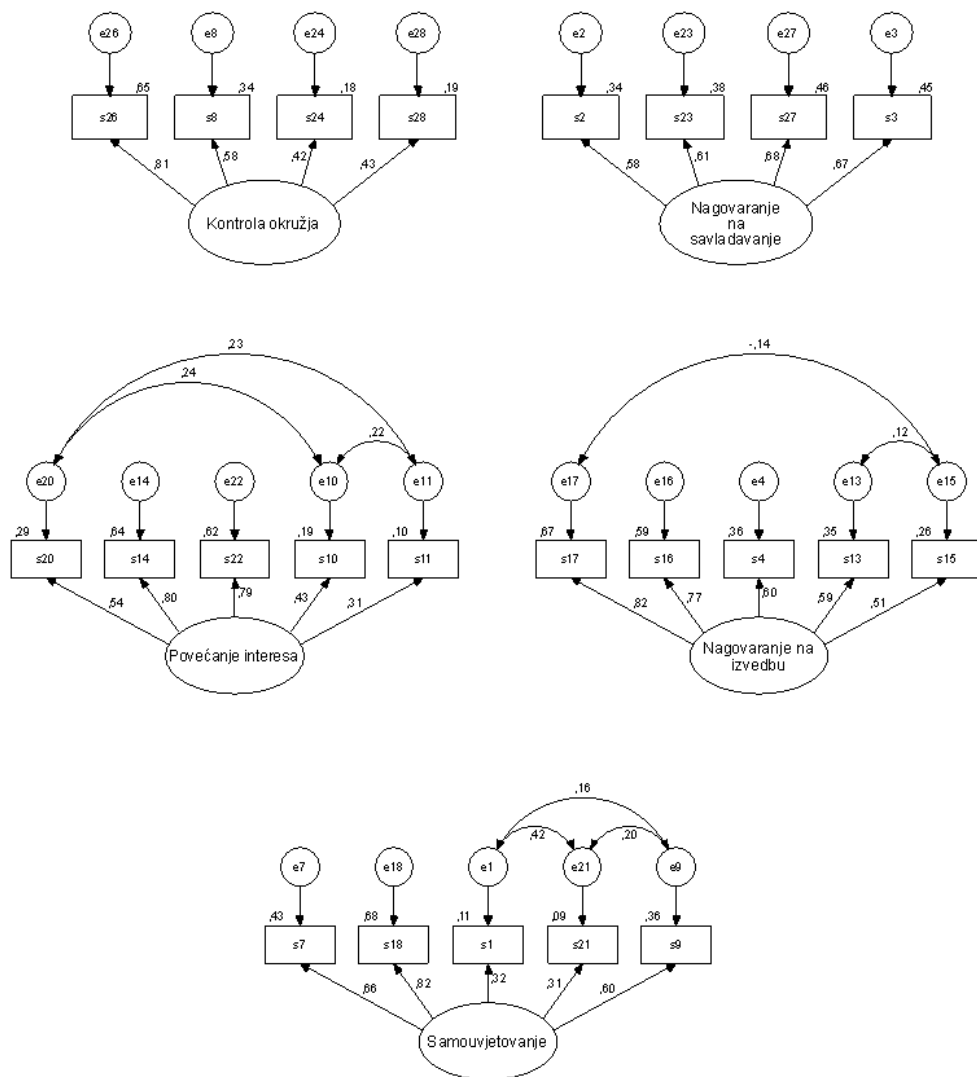 e26 e8 e24 e28
,65 ,34 ,18 ,19
s26 s8 s24 s28
,81 ,58 ,42 ,43
Kontrola okružja
e2 e23 e27 e3
,34 ,38 ,46 ,45
s2 s23 s27 s3
,58 ,61 ,68 ,67
Nagovaranje
na
savladavanje
,23
,24
,22
e20 e14 e22 e10 e11
,29 ,64 ,62 ,19 ,10
s20 s14 s22 s10 s11
,54 ,80 ,79 ,43 ,31
Povećanje interesa
-,14
,12
e17 e16 e4 e13 e15
,67 ,59 ,36 ,35 ,26
s17 s16 s4 s13 s15
,82 ,77 ,60 ,59 ,51
Nagovaranje na
izvedbu
,16
,42 ,20
e7 e18 e1 e21 e9
,43 ,68 ,11 ,09 ,36
s7 s18 s1 s21 s9
,66 ,82 ,32 ,31 ,60
Samouvjetovanje